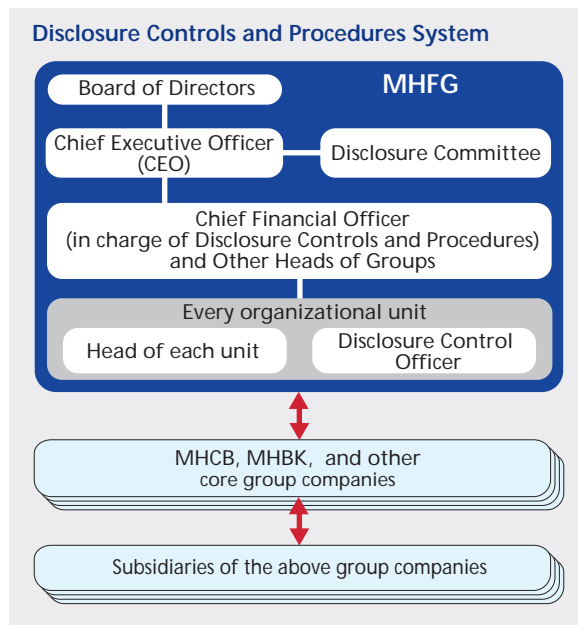 Disclosure Controls and Procedures System
MHFG
Board of Directors
Chief Executive Officer
(CEO)
Disclosure Committee
Chief Financial Officer
(in charge of Disclosure Controls and Procedures)
and Other Heads of Groups
Every organizational unit
Head of each unit
Disclosure Control
Officer
MHCB, MHBK, and other
core group companies
Subsidiaries of the above group companies